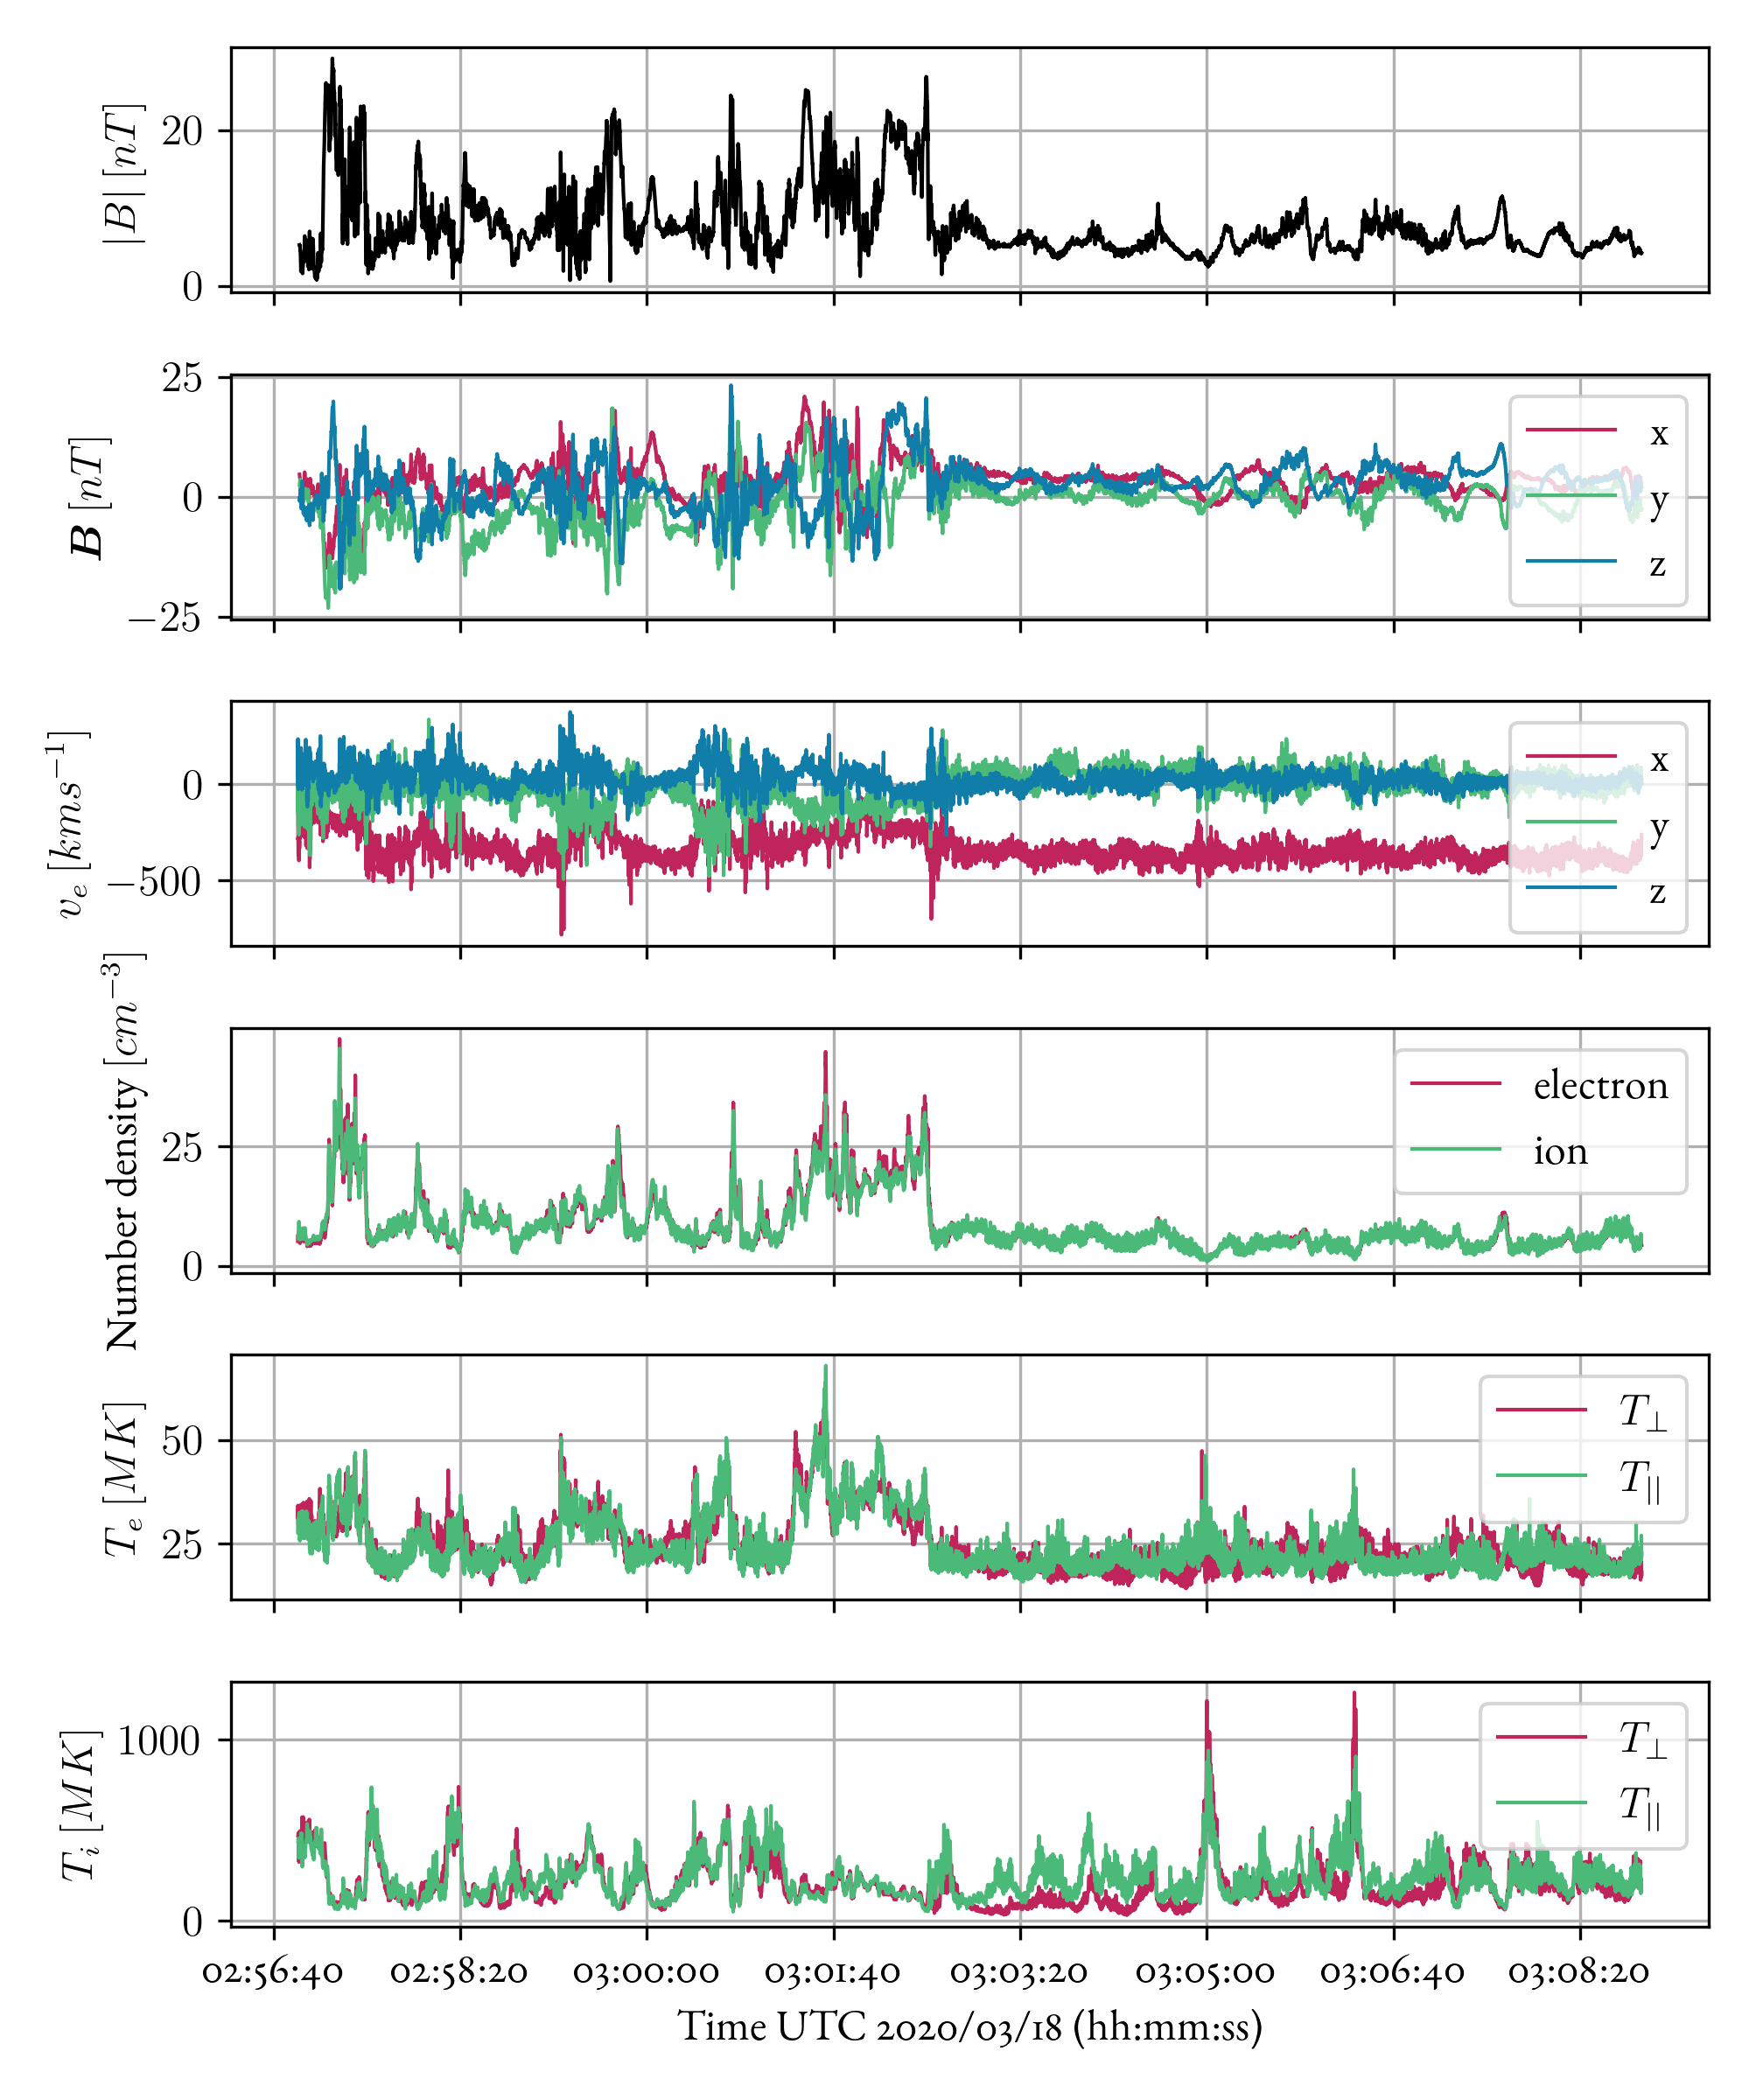 |B| [nT]
20
0
B [nT]
25
0
−25
x
y
z
v_e [kms^{−1}]
0
−500
x
y
z
Number density [cm^{−3}]
25
0
electron
ion
T_e [MK]
50
25
T_⊥
T_{||}
T_i [MK]
1000
0
T_⊥
T_{||}
02:56:40 02:58:20 03:00:00 03:01:40 03:03:20 03:05:00 03:06:40 03:08:20
Time UTC 2020/03/18 (hh:mm:ss)